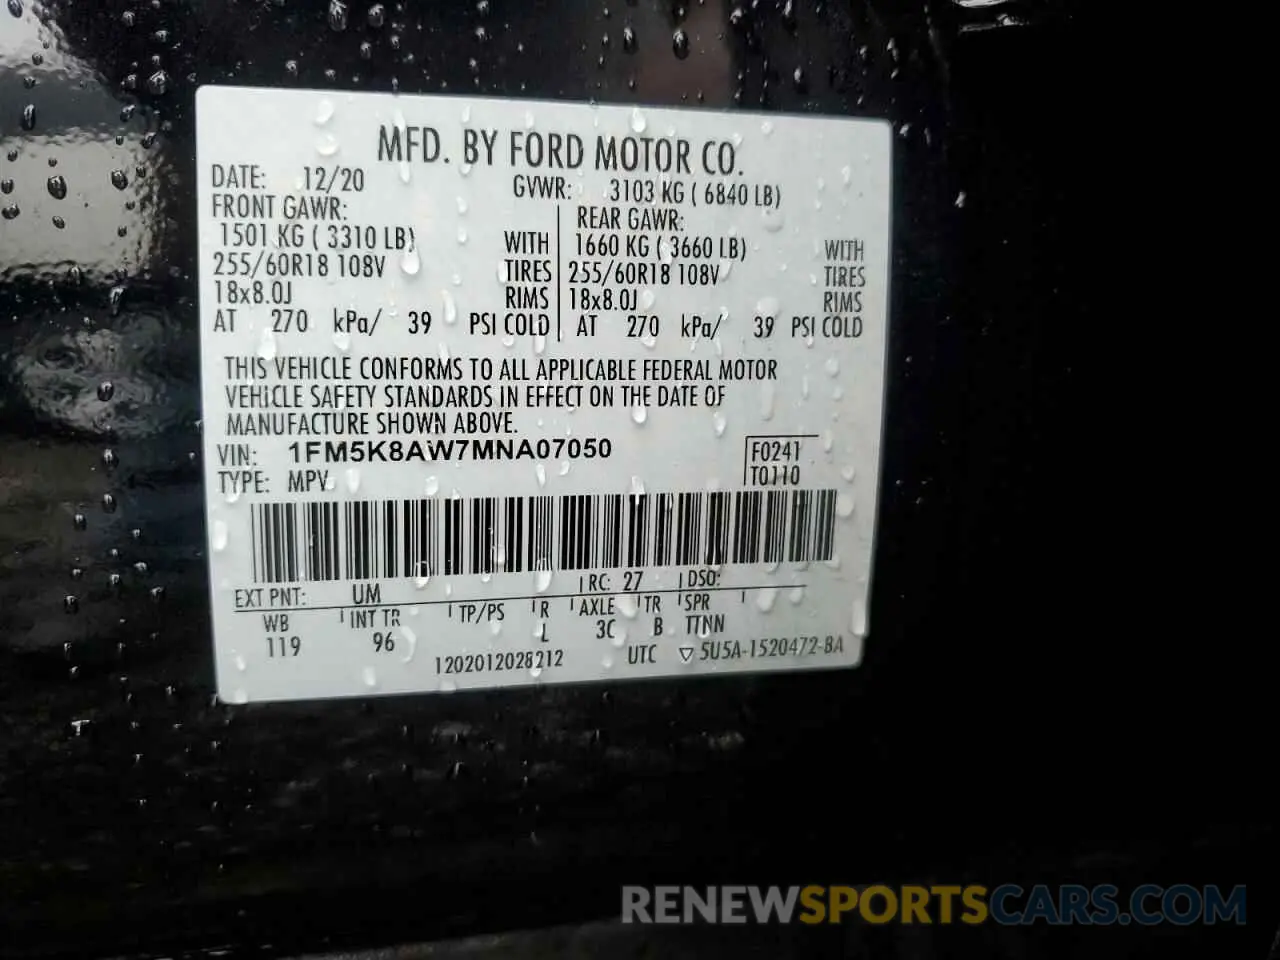 MFD. BY FORD MOTOR CO.
DATE: 12/20 GVWR: 3103 KG ( 6840 LB)
FRONT GAWR: REAR GAWR:
1501 KG ( 3310 LB) WITH 1660 KG ( 3660 LB) WITH
255/60R18 108V TIRES 255/60R18 108V TIRES
18x8.0J RIMS 18x8.0J RIMS
AT 270 kPa/ 39 PSI COLD AT 270 kPa/ 39 PSI COLD
THIS VEHICLE CONFORMS TO ALL APPLICABLE FEDERAL MOTOR
VEHICLE SAFETY STANDARDS IN EFFECT ON THE DATE OF
MANUFACTURE SHOWN ABOVE.
VIN: 1FM5K8AW7MNA07050 F0241
TYPE: MPV T0110
EXT PNT: UM RC: 27 DSO:
WB INT TR TP/PS R AXLE TR SPR
119 96 L 3C B TTNN
1202012028212 UTC ▽ 5U5A-1520472-BA
RENEWSPORTSCARS.COM